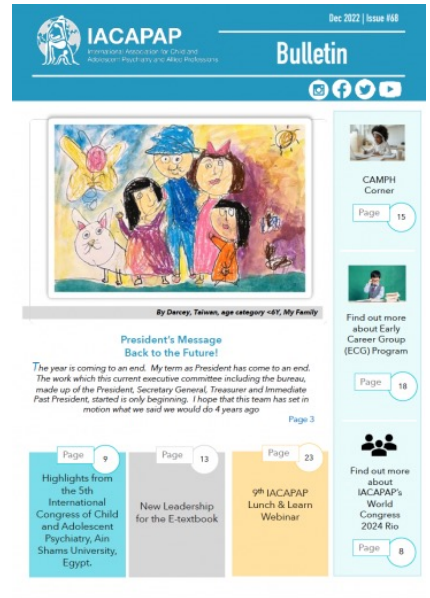 Dec 2022 | Issue #68
IACAPAP
International Association for Child and
Adolescent Psychiatry and Allied Professions
Bulletin
By Darcey, Taiwan, age category <6Y, My Family
President's Message
Back to the Future!
The year is coming to an end. My term as President has come to an end.
The work which this current executive committee including the bureau,
made up of the President, Secretary General, Treasurer and Immediate
Past President, started is only beginning. I hope that this team has set in
motion what we said we would do 4 years ago
Page 3
CAMPH
Corner
Page 15
Find out more
about Early
Career Group
(ECG) Program
Page 18
Find out more
about
IACAPAP's
World
Congress
2024 Rio
Page 8
Page 9
Highlights from
the 5th
International
Congress of Child
and Adolescent
Psychiatry, Ain
Shams University,
Egypt.
Page 13
New Leadership
for the E-textbook
Page 23
9th IACAPAP
Lunch & Learn
Webinar